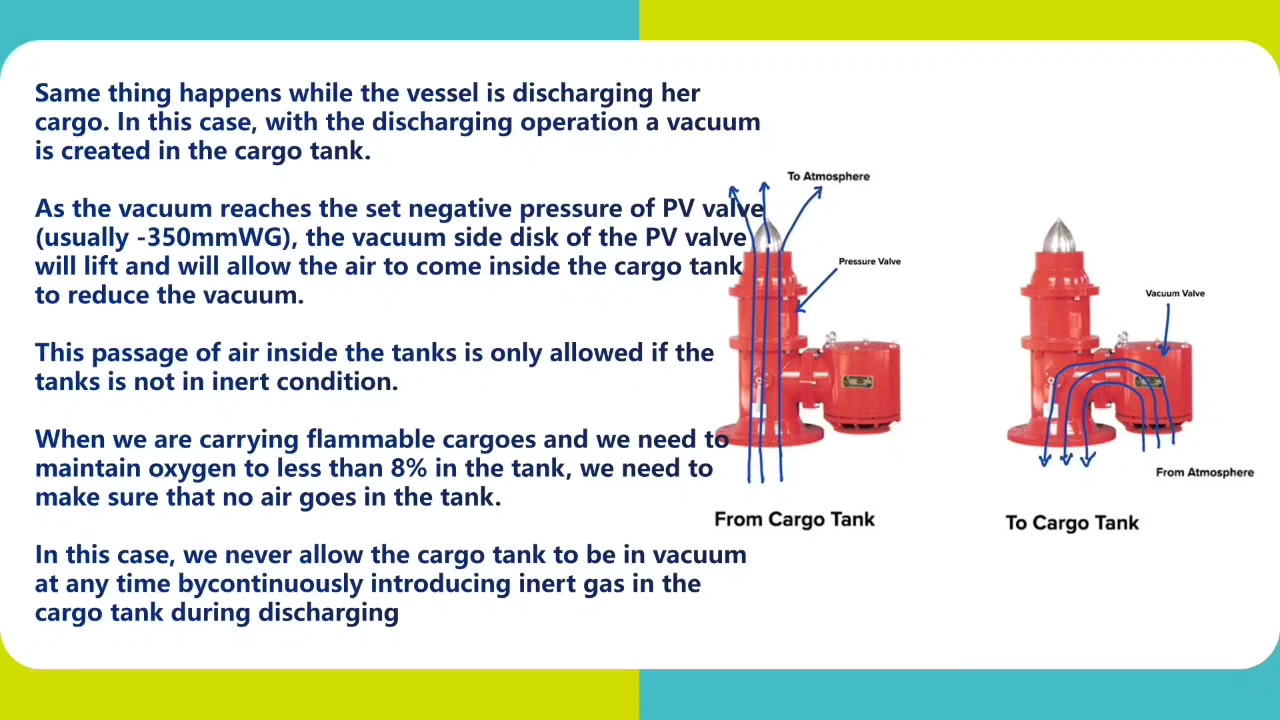 Same thing happens while the vessel is discharging her
cargo. In this case, with the discharging operation a vacuum
is created in the cargo tank.
As the vacuum reaches the set negative pressure of PV valve
(usually -350mmWG), the vacuum side disk of the PV valve
will lift and will allow the air to come inside the cargo tank
to reduce the vacuum.
This passage of air inside the tanks is only allowed if the
tanks is not in inert condition.
When we are carrying flammable cargoes and we need to
maintain oxygen to less than 8% in the tank, we need to
make sure that no air goes in the tank.
In this case, we never allow the cargo tank to be in vacuum
at any time bycontinuously introducing inert gas in the
cargo tank during discharging
To Atmosphere
Pressure Valve
From Cargo Tank
Vacuum Valve
From Atmosphere
To Cargo Tank